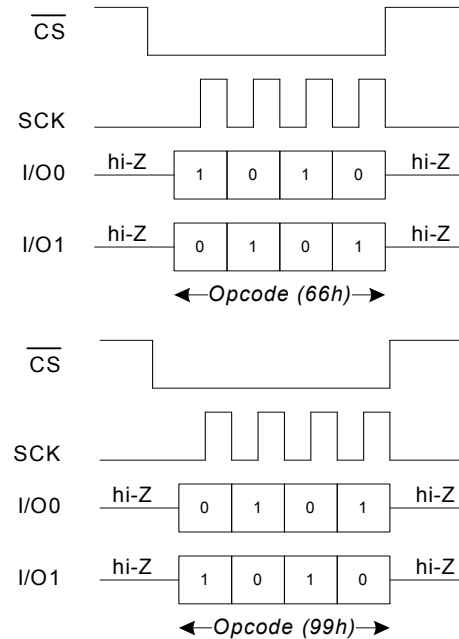 CS
SCK
hi-Z hi-Z
I/O0 1 0 1 0
hi-Z hi-Z
I/O1 0 1 0 1
Opcode (66h)
CS
SCK
hi-Z hi-Z
I/O0 0 1 0 1
hi-Z hi-Z
I/O1 1 0 1 0
Opcode (99h)